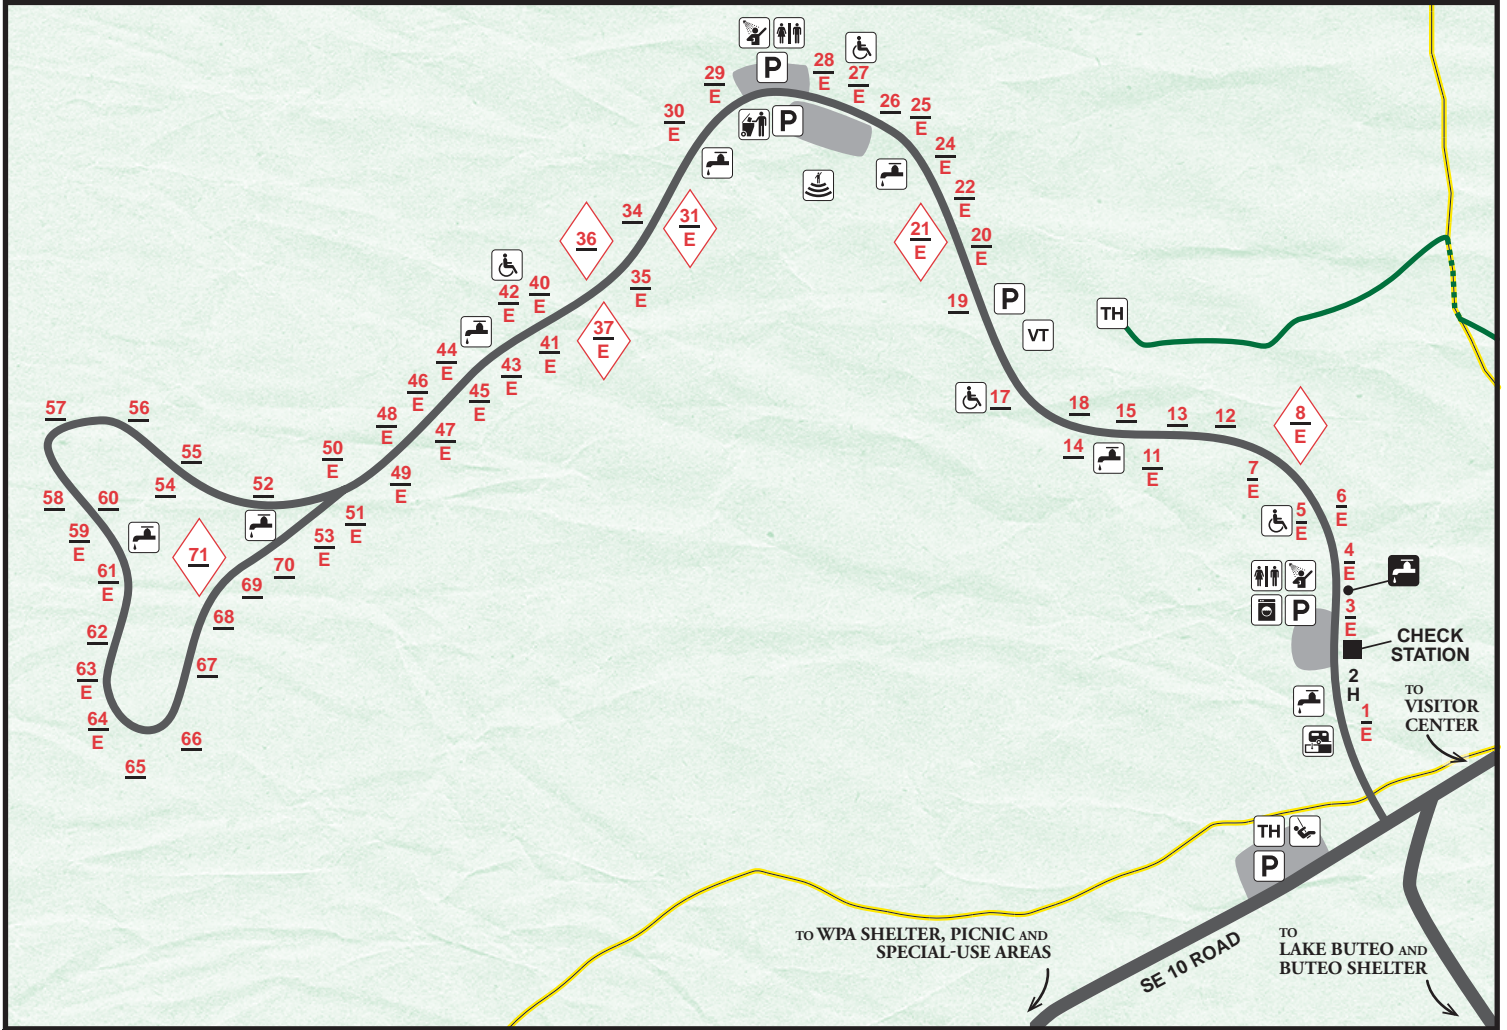 P
28
E
27
E
29
E
26
25
E
30
E
P
24
E
22
E
34
31
E
21
E
20
E
36
35
E
19
P
TH
VT
42
E
40
E
37
E
41
E
44
E
43
E
46
E
45
E
17
18
15
13
12
8
E
57
56
48
E
47
E
14
11
E
7
E
55
50
E
49
E
54
52
58
60
6
E
59
E
51
E
5
E
53
E
4
E
71
70
61
E
69
3
E
P
68
62
CHECK
STATION
67
63
E
2
H
TO
VISITOR
CENTER
64
E
1
E
66
65
TH
P
TO WPA SHELTER, PICNIC AND
SPECIAL-USE AREAS
SE 10 ROAD
TO
LAKE BUTEO AND
BUTEO SHELTER